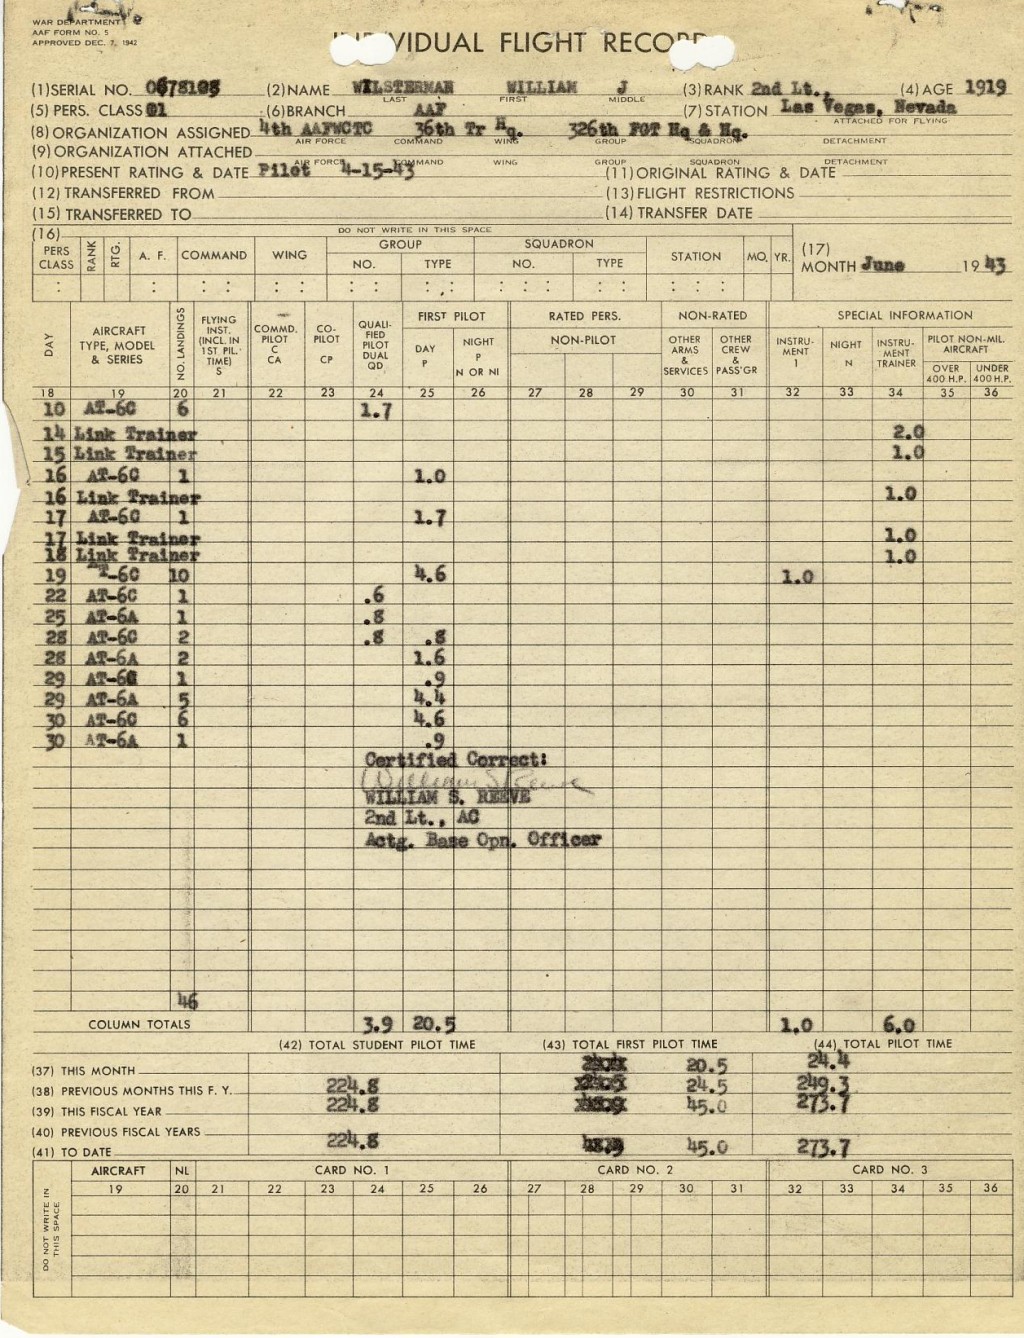 WAR DEPARTMENT
AAF FORM NO. 5
APPROVED DEC. 7, 1942
INDIVIDUAL FLIGHT RECORD
(1) SERIAL NO. (2) NAME WILSTERMAN WILLIAM J (3) RANK 2nd Lt., (4) AGE 1919
LAST FIRST MIDDLE
(5) PERS. CLASS 01 (6) BRANCH AAF (7) STATION Las Vegas, Nevada
ATTACHED FOR FLYING
(8) ORGANIZATION ASSIGNED 4th AAFWCTC 36th Tr Hq. 326th FGT Hq & Hq.
AIR FORCE COMMAND WING GROUP SQUADRON DETACHMENT
(9) ORGANIZATION ATTACHED
AIR FORCE COMMAND WING GROUP SQUADRON DETACHMENT
(10) PRESENT RATING & DATE Pilot 4-15-43 (11) ORIGINAL RATING & DATE
(12) TRANSFERRED FROM (13) FLIGHT RESTRICTIONS
(15) TRANSFERRED TO (14) TRANSFER DATE
(16) DO NOT WRITE IN THIS SPACE
PERS CLASS RANK RTG. A. F. COMMAND WING GROUP NO. TYPE SQUADRON NO. TYPE STATION MO. YR.
(17) MONTH June 1943
DAY AIRCRAFT TYPE, MODEL & SERIES NO. LANDINGS FLYING INST. (INCL. IN 1ST. PIL. TIME) S COMMD. PILOT C CA CO-PILOT CP QUALI-FIED PILOT DUAL QD FIRST PILOT DAY P NIGHT P N OR NI RATED PERS. NON-PILOT NON-RATED OTHER ARMS & SERVICES OTHER CREW & PASS'GR SPECIAL INFORMATION INSTRU-MENT I NIGHT N INSTRU-MENT TRAINER PILOT NON-MIL. AIRCRAFT OVER 400 H.P. UNDER 400 H.P.
18 19 20 21 22 23 24 25 26 27 28 29 30 31 32 33 34 35 36
10 AT-6C 6 1.7
14 Link Trainer 2.0
15 Link Trainer 1.0
16 AT-6C 1 1.0
16 Link Trainer 1.0
17 AT-6C 1 1.7
17 Link Trainer 1.0
18 Link Trainer 1.0
19 T-6C 10 4.6 1.0
22 AT-6C 1 .6
25 AT-6A 1 .8
28 AT-6C 2 .8 .8
28 AT-6A 2 1.6
29 AT-6C 1 .9
29 AT-6A 5 4.4
30 AT-6C 6 4.6
30 AT-6A 1 .9
Certified Correct:
William S Reeve
WILLIAM S. REEVE
2nd Lt., AC
Actg. Base Opn. Officer
46
COLUMN TOTALS 3.9 20.5 1.0 6.0
(42) TOTAL STUDENT PILOT TIME (43) TOTAL FIRST PILOT TIME (44) TOTAL PILOT TIME
(37) THIS MONTH 20.5 24.4
(38) PREVIOUS MONTHS THIS F. Y. 224.8 24.5 249.3
(39) THIS FISCAL YEAR 224.8 45.0 273.7
(40) PREVIOUS FISCAL YEARS
(41) TO DATE 224.8 45.0 273.7
DO NOT WRITE IN THIS SPACE
AIRCRAFT NL CARD NO. 1 CARD NO. 2 CARD NO. 3
19 20 21 22 23 24 25 26 27 28 29 30 31 32 33 34 35 36